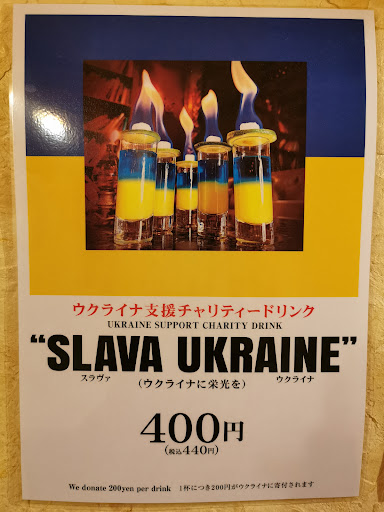 ウクライナ支援チャリティードリンク
UKRAINE SUPPORT CHARITY DRINK
“SLAVA UKRAINE”
スラヴァ ウクライナ
(ウクライナに栄光を)
400円
(税込440円)
We donate 200yen per drink 1杯につき200円がウクライナに寄付されます